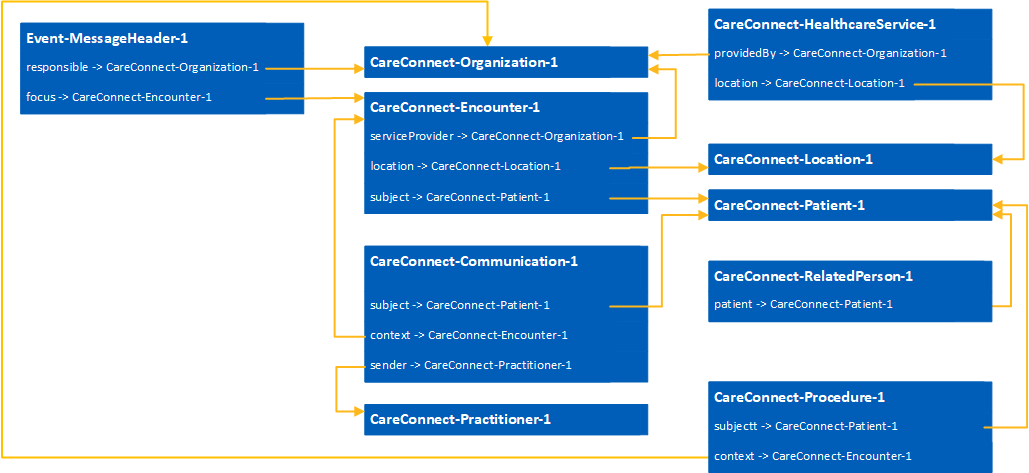 Event-MessageHeader-1
responsible -> CareConnect-Organization-1
focus -> CareConnect-Encounter-1
CareConnect-Organization-1
CareConnect-Encounter-1
serviceProvider -> CareConnect-Organization-1
location -> CareConnect-Location-1
subject -> CareConnect-Patient-1
CareConnect-Communication-1
subject -> CareConnect-Patient-1
context -> CareConnect-Encounter-1
sender -> CareConnect-Practitioner-1
CareConnect-Practitioner-1
CareConnect-HealthcareService-1
providedBy -> CareConnect-Organization-1
location -> CareConnect-Location-1
CareConnect-Location-1
CareConnect-Patient-1
CareConnect-RelatedPerson-1
patient -> CareConnect-Patient-1
CareConnect-Procedure-1
subjectt -> CareConnect-Patient-1
context -> CareConnect-Encounter-1